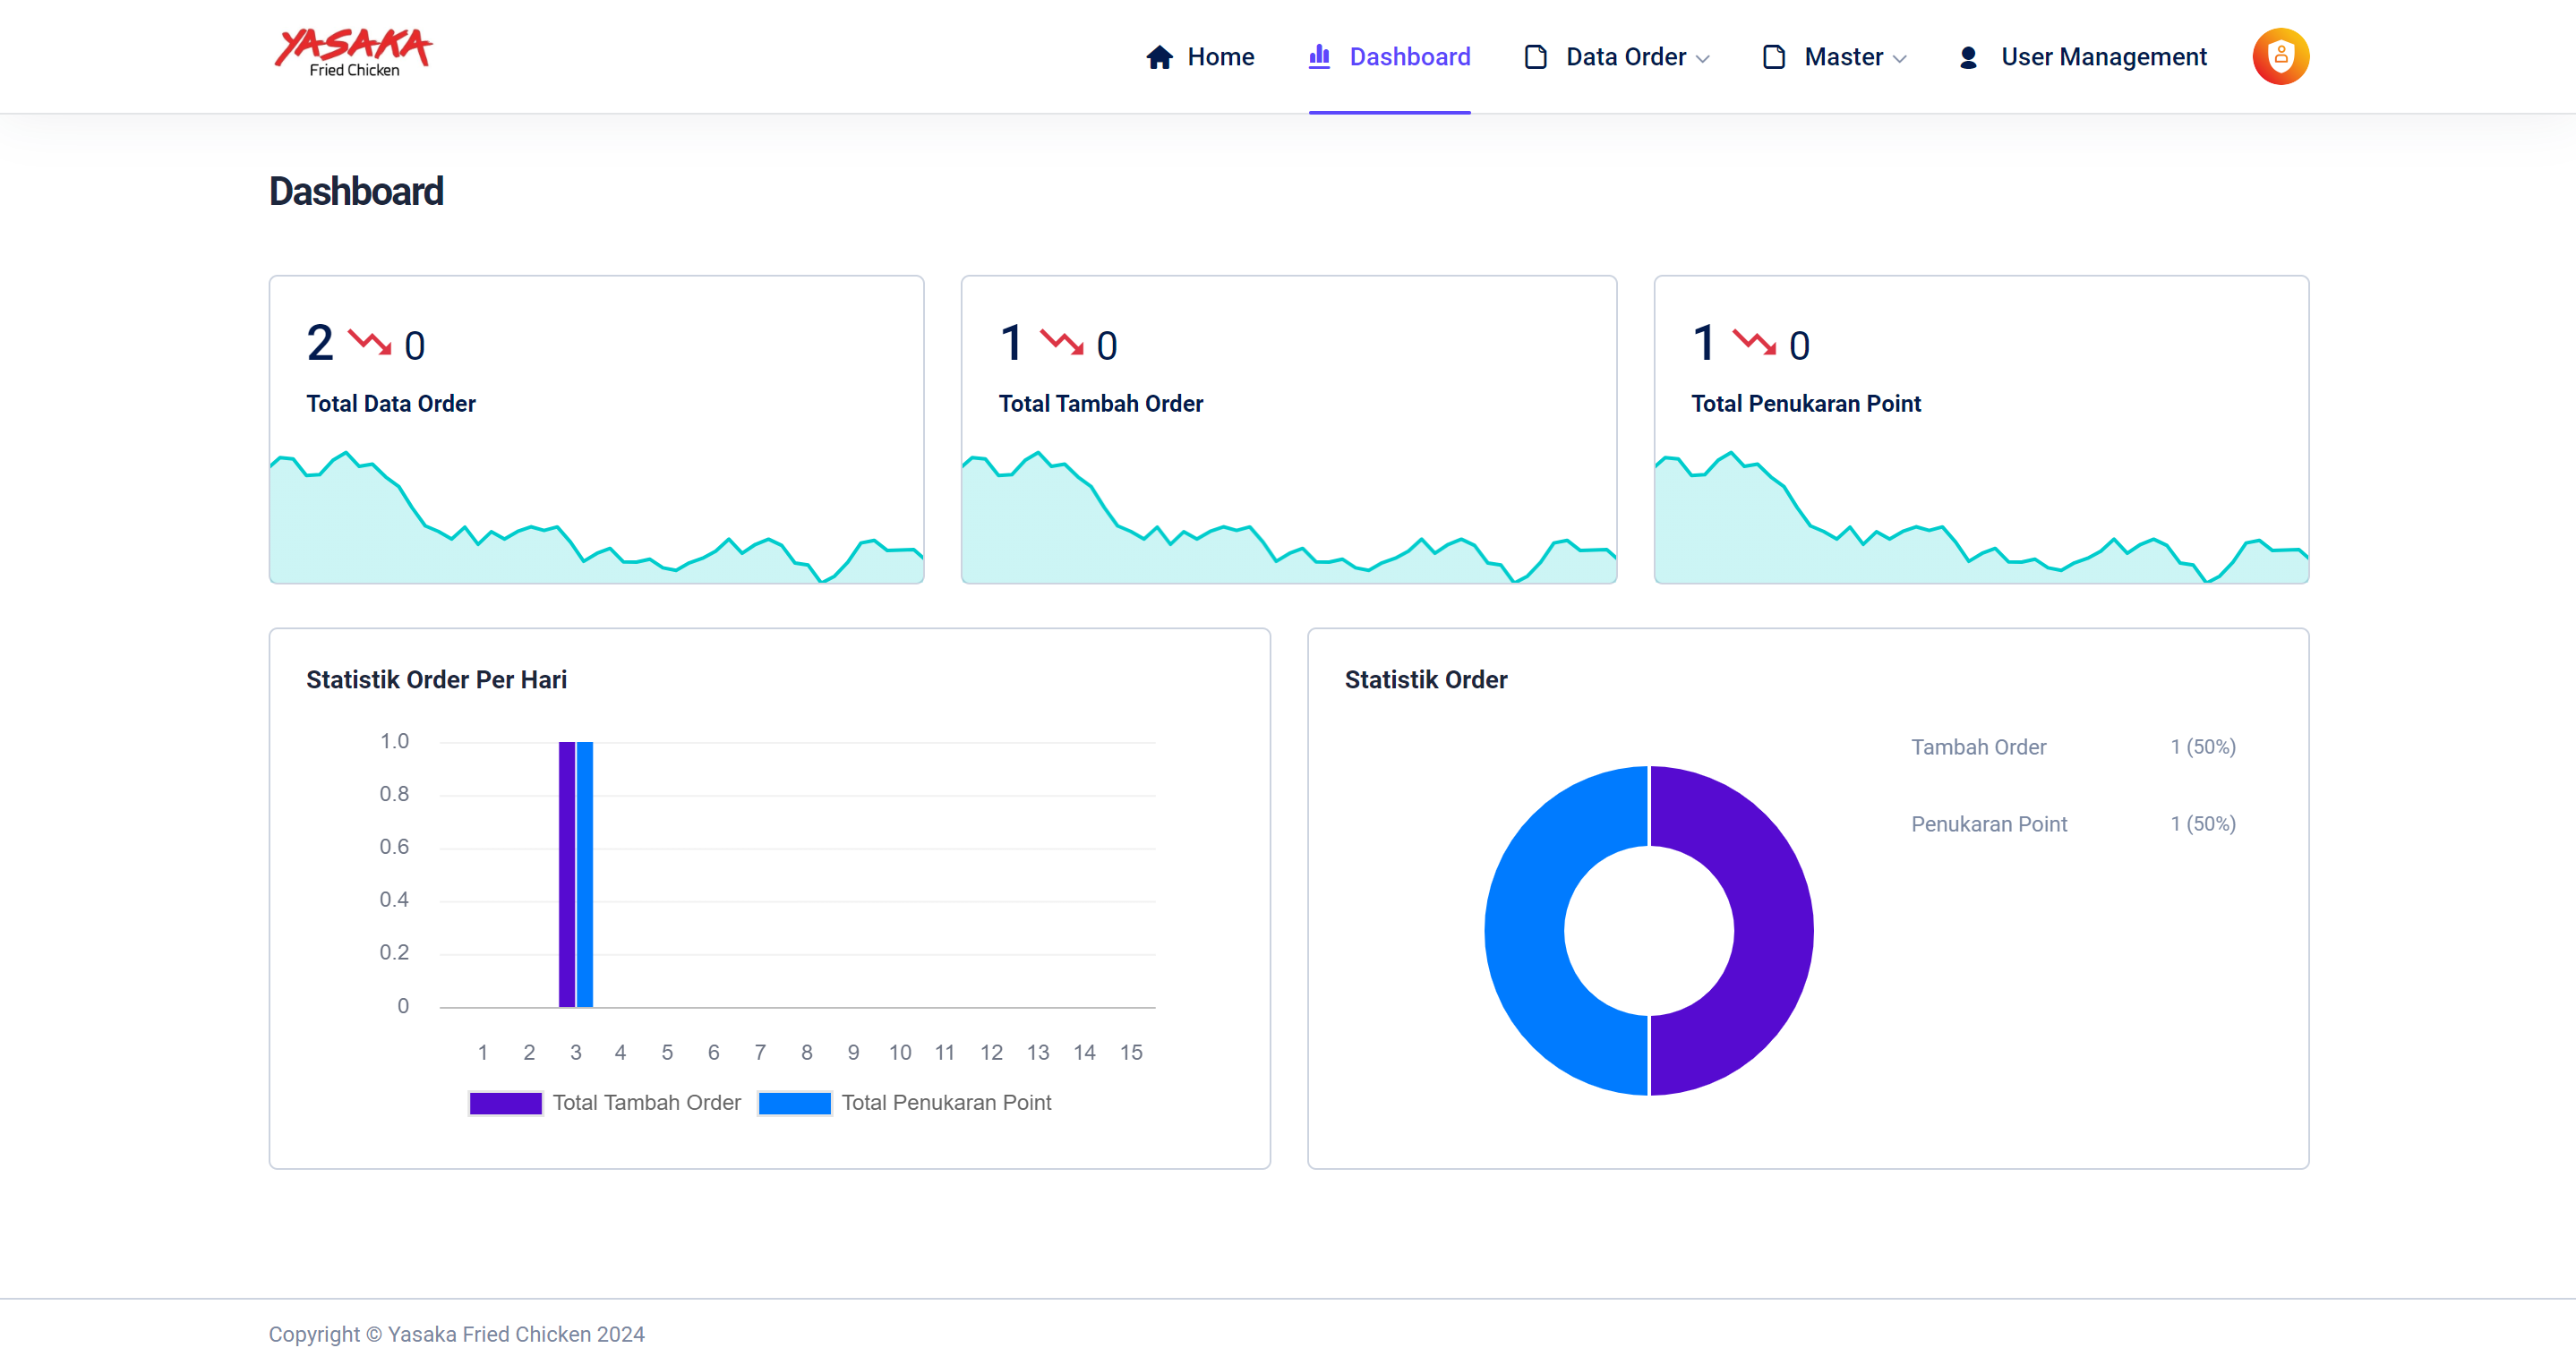 YASAKA
Fried Chicken
Home
Dashboard
Data Order
Master
User Management
Dashboard
2 0
Total Data Order
1 0
Total Tambah Order
1 0
Total Penukaran Point
Statistik Order Per Hari
1.0
0.8
0.6
0.4
0.2
0
1 2 3 4 5 6 7 8 9 10 11 12 13 14 15
Total Tambah Order Total Penukaran Point
Statistik Order
Tambah Order 1 (50%)
Penukaran Point 1 (50%)
Copyright © Yasaka Fried Chicken 2024